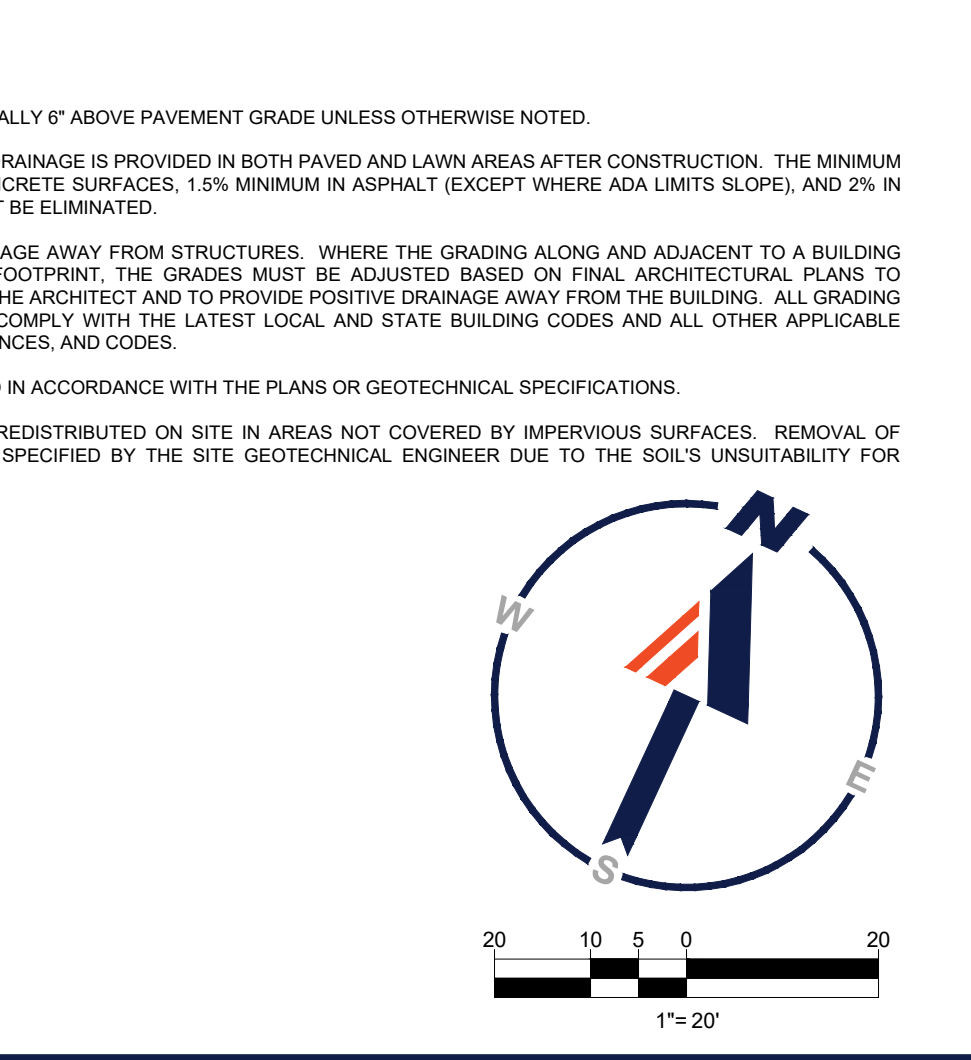 ALLY 6" ABOVE PAVEMENT GRADE UNLESS OTHERWISE NOTED.
DRAINAGE IS PROVIDED IN BOTH PAVED AND LAWN AREAS AFTER CONSTRUCTION. THE MINIMUM
CRETE SURFACES, 1.5% MINIMUM IN ASPHALT (EXCEPT WHERE ADA LIMITS SLOPE), AND 2% IN
BE ELIMINATED.
AGE AWAY FROM STRUCTURES. WHERE THE GRADING ALONG AND ADJACENT TO A BUILDING
FOOTPRINT, THE GRADES MUST BE ADJUSTED BASED ON FINAL ARCHITECTURAL PLANS TO
HE ARCHITECT AND TO PROVIDE POSITIVE DRAINAGE AWAY FROM THE BUILDING. ALL GRADING
COMPLY WITH THE LATEST LOCAL AND STATE BUILDING CODES AND ALL OTHER APPLICABLE
NCES, AND CODES.
IN ACCORDANCE WITH THE PLANS OR GEOTECHNICAL SPECIFICATIONS.
REDISTRIBUTED ON SITE IN AREAS NOT COVERED BY IMPERVIOUS SURFACES. REMOVAL OF
SPECIFIED BY THE SITE GEOTECHNICAL ENGINEER DUE TO THE SOIL'S UNSUITABILITY FOR
N
W
E
S
20 10 5 0 20
1"= 20'